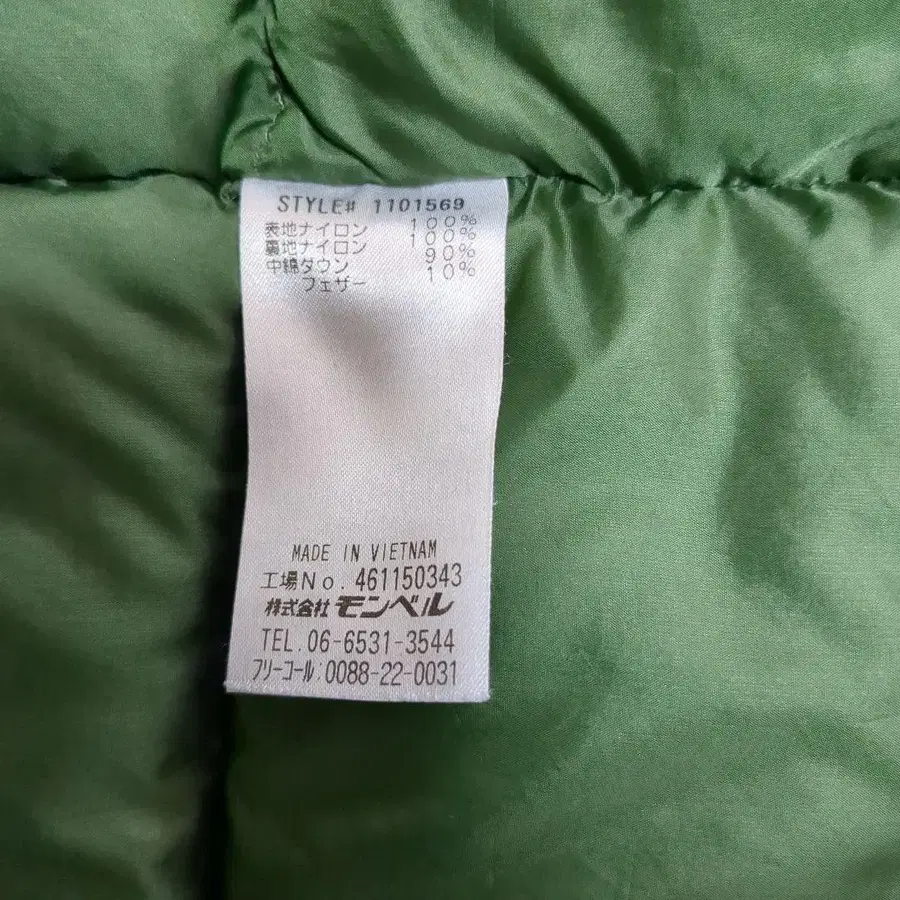 STYLE# 1101569
表地ナイロン 100%
裏地ナイロン 100%
中綿ダウン 90%
フェザー 10%
MADE IN VIETNAM
工場No. 461150343
株式会社 モンベル
TEL.06-6531-3544
フリーコール:0088-22-0031